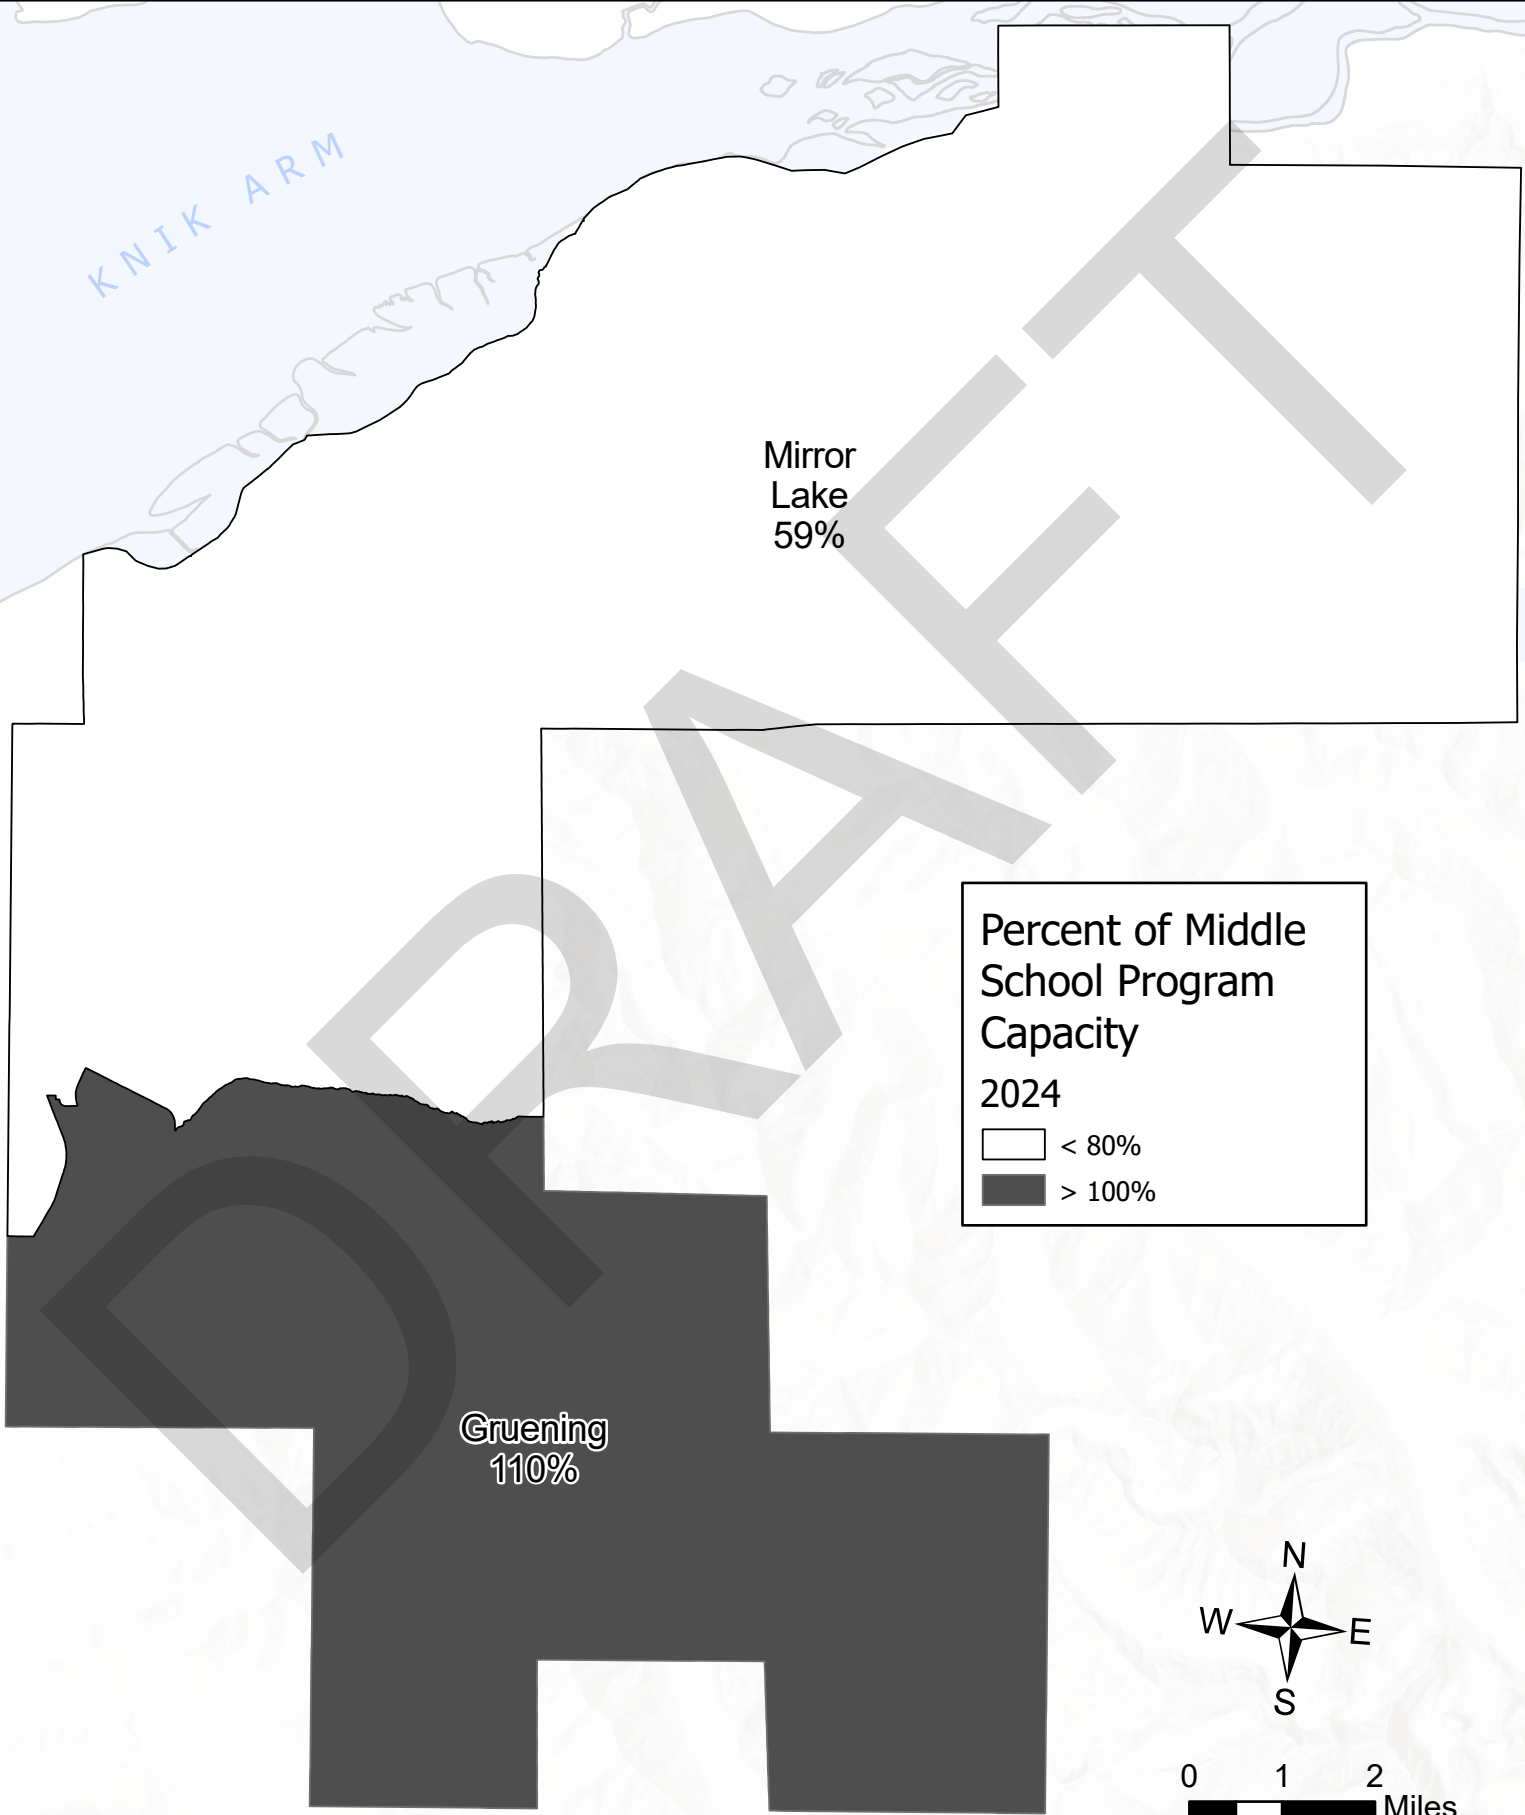 KNIK ARM
Mirror
Lake
59%
DRAFT
Percent of Middle
School Program
Capacity
2024
< 80%
> 100%
Gruening
110%
N
W E
S
0 1 2
Miles